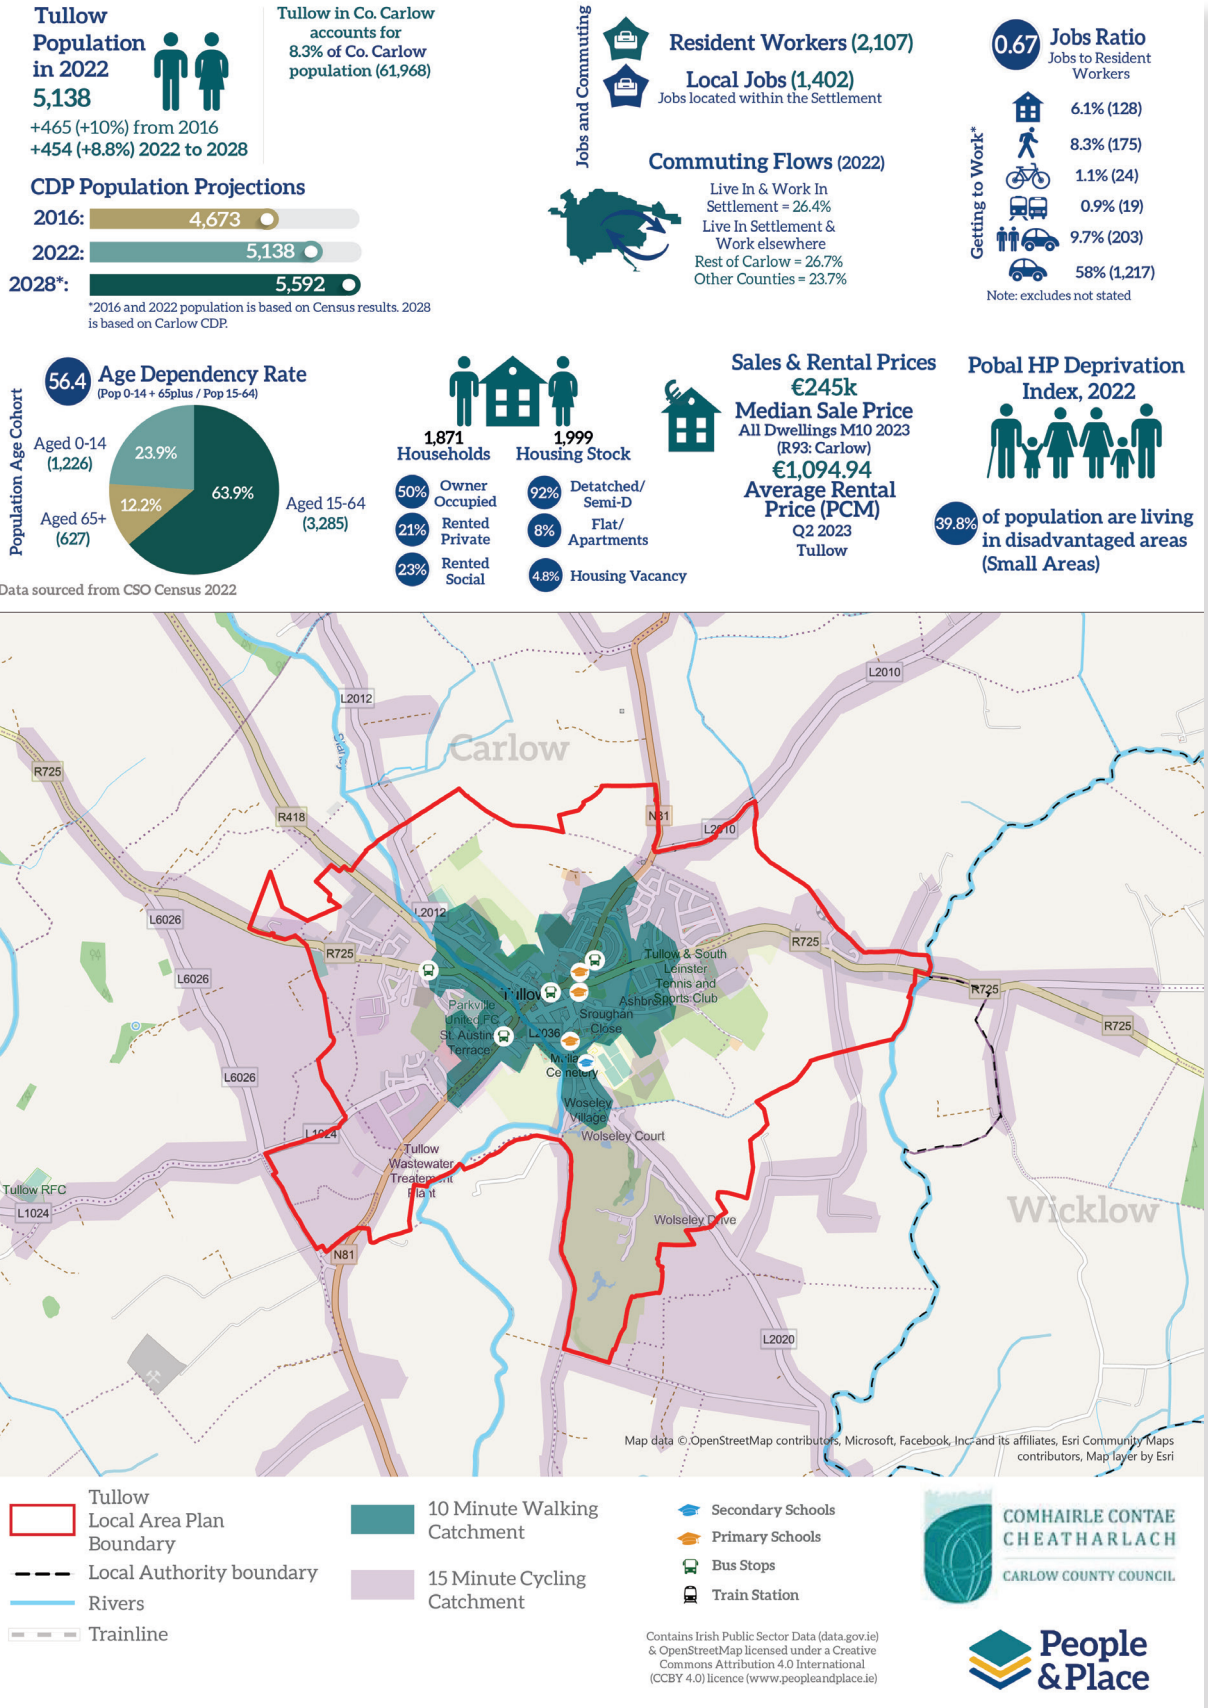 Tullow
Population
in 2022
5,138
+465 (+10%) from 2016
+454 (+8.8%) 2022 to 2028
Tullow in Co. Carlow
accounts for
8.3% of Co. Carlow
population (61,968)
CDP Population Projections
2016: 4,673
2022: 5,138
2028*: 5,592
*2016 and 2022 population is based on Census results. 2028
is based on Carlow CDP.
Jobs and Commuting
Resident Workers (2,107)
Local Jobs (1,402)
Jobs located within the Settlement
Commuting Flows (2022)
Live In & Work In
Settlement = 26.4%
Live In Settlement &
Work elsewhere
Rest of Carlow = 26.7%
Other Counties = 23.7%
0.67 Jobs Ratio
Jobs to Resident
Workers
Getting to Work*
6.1% (128)
8.3% (175)
1.1% (24)
0.9% (19)
9.7% (203)
58% (1,217)
Note: excludes not stated
Population Age Cohort
56.4 Age Dependency Rate
(Pop 0-14 + 65plus / Pop 15-64)
Aged 0-14
(1,226)
23.9%
12.2%
63.9%
Aged 65+
(627)
Aged 15-64
(3,285)
Data sourced from CSO Census 2022
1,871
Households
50% Owner
Occupied
21% Rented
Private
23% Rented
Social
1,999
Housing Stock
92% Detatched/
Semi-D
8% Flat/
Apartments
4.8% Housing Vacancy
Sales & Rental Prices
€245k
Median Sale Price
All Dwellings M10 2023
(R93: Carlow)
€1,094.94
Average Rental
Price (PCM)
Q2 2023
Tullow
Pobal HP Deprivation
Index, 2022
39.8% of population are living
in disadvantaged areas
(Small Areas)
L2010
L2012
Carlow
R725
R418
N81
L2010
L2012
L6026
R725
R725
L6026
Tullow & South
Leinster
Tennis and
Sports Club
R725
Tullow
Parkville
United FC
Sroughan
Close
R725
St. Austin
Terrace
L6026
Cemetery
Woseley
Village
L1024
Wolseley Court
Tullow
Wastewater
Treatement
Plant
Tullow RFC
L1024
Wicklow
Wolseley Drive
N81
L2020
Map data © OpenStreetMap contributors, Microsoft, Facebook, Inc. and its affiliates, Esri Community Maps
contributors, Map layer by Esri
Tullow
Local Area Plan
Boundary
Local Authority boundary
Rivers
Trainline
10 Minute Walking
Catchment
15 Minute Cycling
Catchment
Secondary Schools
Primary Schools
Bus Stops
Train Station
Contains Irish Public Sector Data (data.gov.ie)
& OpenStreetMap licensed under a Creative
Commons Attribution 4.0 International
(CCBY 4.0) licence (www.peopleandplace.ie)
COMHAIRLE CONTAE
CHEATHARLACH
CARLOW COUNTY COUNCIL
People
& Place